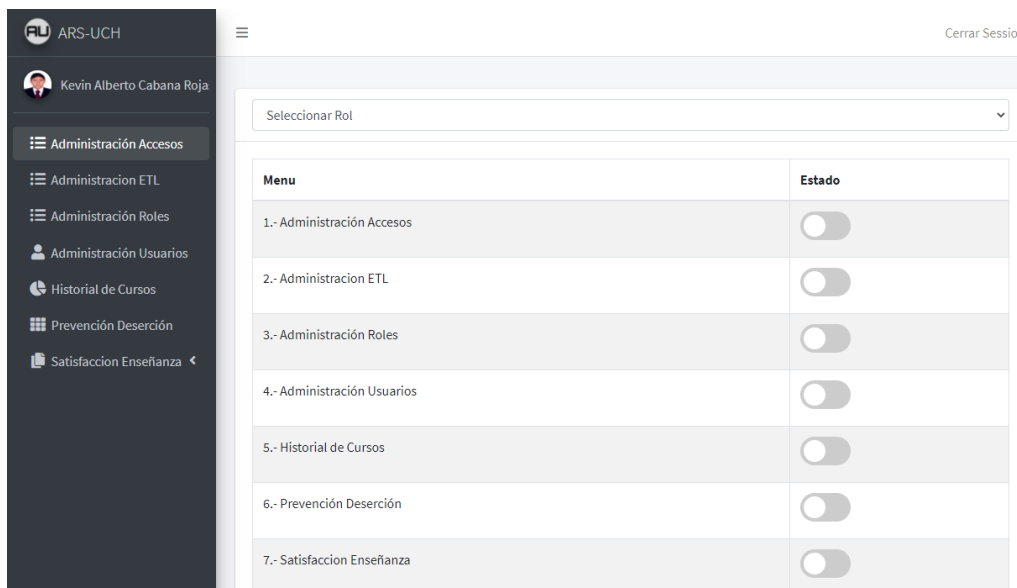 AU ARS-UCH
Cerrar Sessio
Kevin Alberto Cabana Roja
Administración Accesos
Administracion ETL
Administración Roles
Administración Usuarios
Historial de Cursos
Prevención Deserción
Satisfaccion Enseñanza
Seleccionar Rol
Menu Estado
1.- Administración Accesos
2.- Administracion ETL
3.- Administración Roles
4.- Administración Usuarios
5.- Historial de Cursos
6.- Prevención Deserción
7.- Satisfaccion Enseñanza